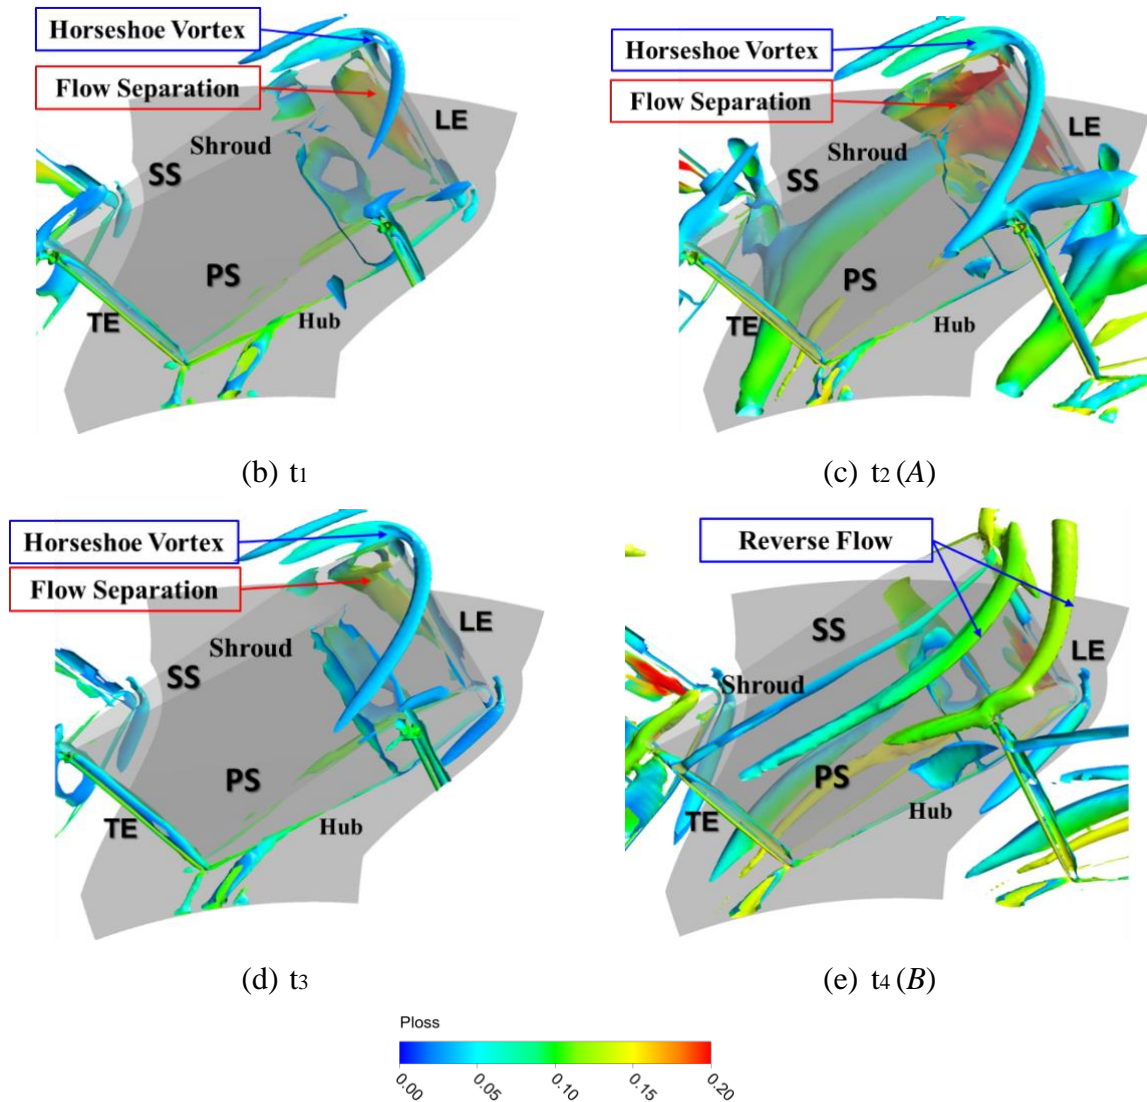 Horseshoe Vortex
Flow Separation
LE
Shroud
SS
PS
TE
Hub
(b) t1
Horseshoe Vortex
Flow Separation
LE
Shroud
SS
PS
TE
Hub
(c) t2 (A)
Horseshoe Vortex
Flow Separation
LE
Shroud
SS
PS
TE
Hub
(d) t3
Reverse Flow
SS
LE
Shroud
PS
Hub
TE
(e) t4 (B)
Ploss
0.00 0.05 0.10 0.15 0.20